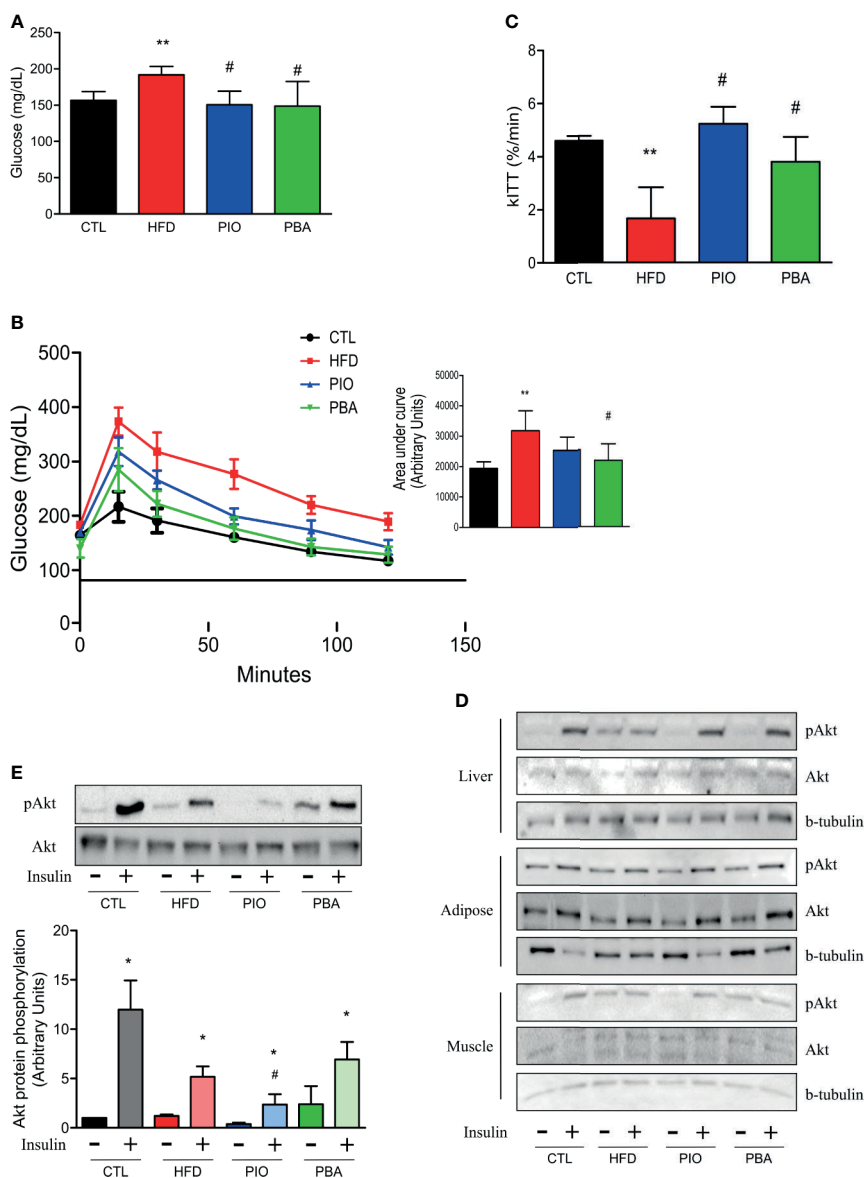 A
Glucose (mg/dL)
250
200
150
100
50
0
**
#
#
CTL HFD PIO PBA
C
kITT (%/min)
8
6
4
2
0
**
#
#
CTL HFD PIO PBA
B
Glucose (mg/dL)
500
400
300
200
100
0
0 50 100 150
Minutes
CTL
HFD
PIO
PBA
Area under curve
(Arbitrary Units)
50000
40000
30000
20000
10000
0
**
#
D
Liver
pAkt
Akt
b-tubulin
Adipose
pAkt
Akt
b-tubulin
Muscle
pAkt
Akt
b-tubulin
Insulin - + - + - + - +
CTL HFD PIO PBA
E
pAkt
Akt
Insulin - + - + - + - +
CTL HFD PIO PBA
Akt protein phosphorylation
(Arbitrary Units)
20
15
10
5
0
*
*
*
#
*
Insulin - + - + - + - +
CTL HFD PIO PBA